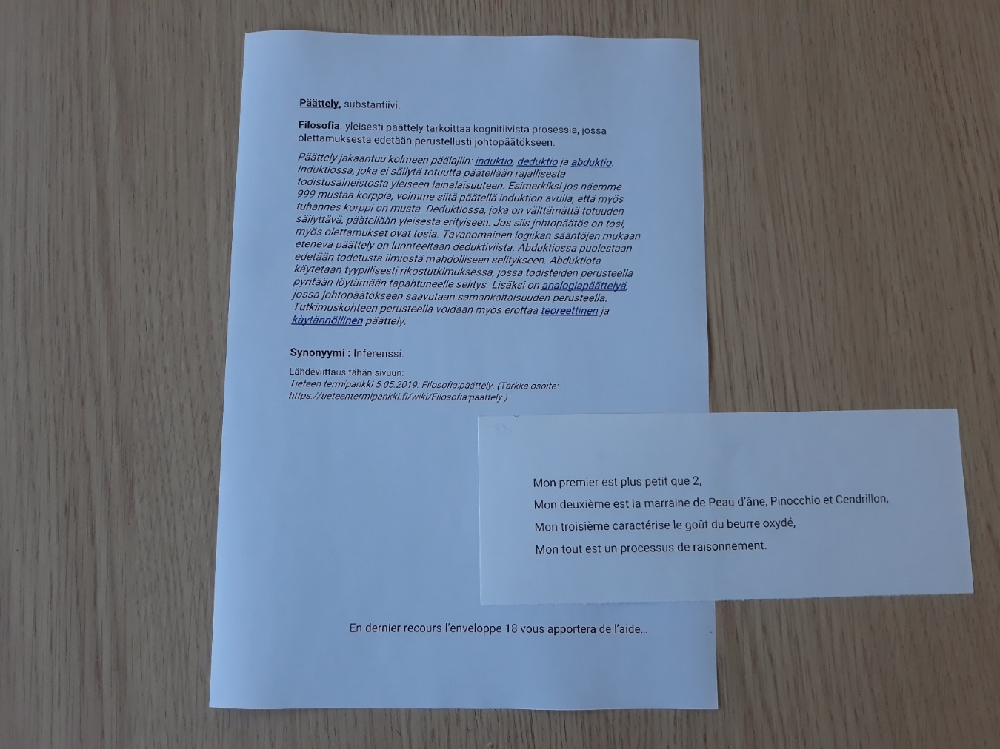 Päättely, substantiivi.
Filosofia. yleisesti päättely tarkoittaa kognitiivista prosessia, jossa
olettamuksesta edetään perustellusti johtopäätökseen.
Päättely jakaantuu kolmeen päälajiin: induktio, deduktio ja abduktio.
Induktiossa, joka ei säilytä totuutta päätellään rajallisesta
todistusaineistosta yleiseen lainalaisuuteen. Esimerkiksi jos näemme
999 mustaa korppia, voimme siitä päätellä induktion avulla, että myös
tuhannes korppi on musta. Deduktiossa, joka on välttämättä totuuden
säilyttävä, päätellään yleisestä erityiseen. Jos siis johtopäätös on tosi,
myös olettamukset ovat tosia. Tavanomainen logiikan sääntöjen mukaan
etenevä päättely on luonteeltaan deduktiviista. Abduktiossa puolestaan
edetään todetusta ilmiöstä mahdolliseen selitykseen. Abduktiota
käytetään tyypillisesti rikostutkimuksessa, jossa todisteiden perusteella
pyritään löytämään tapahtuneelle selitys. Lisäksi on analogiapäättelyä,
jossa johtopäätökseen saavutaan samankaltaisuuden perusteella.
Tutkimuskohteen perusteella voidaan myös erottaa teoreettinen ja
käytännöllinen päättely.
Synonyymi : Inferenssi.
Lähdeviittaus tähän sivuun:
Tieteen termipankki 5.05.2019: Filosofia:päättely. (Tarkka osoite:
https://tieteentermipankki.fi/wiki/Filosofia:päättely.)
Mon premier est plus petit que 2,
Mon deuxième est la marraine de Peau d'âne, Pinocchio et Cendrillon,
Mon troisième caractérise le goût du beurre oxydé,
Mon tout est un processus de raisonnement.
En dernier recours l'enveloppe 18 vous apportera de l'aide...